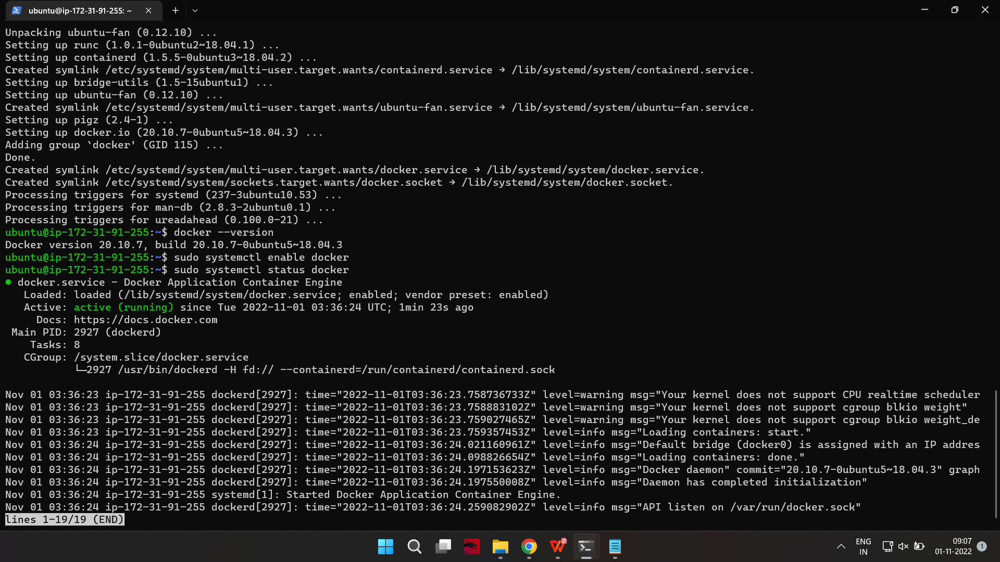 ubuntu@ip-172-31-91-255: ~
Unpacking ubuntu-fan (0.12.10) ...
Setting up runc (1.0.1-0ubuntu2~18.04.1) ...
Setting up containerd (1.5.5-0ubuntu3~18.04.2) ...
Created symlink /etc/systemd/system/multi-user.target.wants/containerd.service → /lib/systemd/system/containerd.service.
Setting up bridge-utils (1.5-15ubuntu1) ...
Setting up ubuntu-fan (0.12.10) ...
Created symlink /etc/systemd/system/multi-user.target.wants/ubuntu-fan.service → /lib/systemd/system/ubuntu-fan.service.
Setting up pigz (2.4-1) ...
Setting up docker.io (20.10.7-0ubuntu5~18.04.3) ...
Adding group `docker' (GID 115) ...
Done.
Created symlink /etc/systemd/system/multi-user.target.wants/docker.service → /lib/systemd/system/docker.service.
Created symlink /etc/systemd/system/sockets.target.wants/docker.socket → /lib/systemd/system/docker.socket.
Processing triggers for systemd (237-3ubuntu10.53) ...
Processing triggers for man-db (2.8.3-2ubuntu0.1) ...
Processing triggers for ureadahead (0.100.0-21) ...
ubuntu@ip-172-31-91-255:~$ docker --version
Docker version 20.10.7, build 20.10.7-0ubuntu5~18.04.3
ubuntu@ip-172-31-91-255:~$ sudo systemctl enable docker
ubuntu@ip-172-31-91-255:~$ sudo systemctl status docker
● docker.service - Docker Application Container Engine
   Loaded: loaded (/lib/systemd/system/docker.service; enabled; vendor preset: enabled)
   Active: active (running) since Tue 2022-11-01 03:36:24 UTC; 1min 23s ago
     Docs: https://docs.docker.com
 Main PID: 2927 (dockerd)
    Tasks: 8
   CGroup: /system.slice/docker.service
           └─2927 /usr/bin/dockerd -H fd:// --containerd=/run/containerd/containerd.sock
Nov 01 03:36:23 ip-172-31-91-255 dockerd[2927]: time="2022-11-01T03:36:23.758736733Z" level=warning msg="Your kernel does not support CPU realtime scheduler
Nov 01 03:36:23 ip-172-31-91-255 dockerd[2927]: time="2022-11-01T03:36:23.758883102Z" level=warning msg="Your kernel does not support cgroup blkio weight"
Nov 01 03:36:23 ip-172-31-91-255 dockerd[2927]: time="2022-11-01T03:36:23.759027465Z" level=warning msg="Your kernel does not support cgroup blkio weight_de
Nov 01 03:36:23 ip-172-31-91-255 dockerd[2927]: time="2022-11-01T03:36:23.759357453Z" level=info msg="Loading containers: start."
Nov 01 03:36:24 ip-172-31-91-255 dockerd[2927]: time="2022-11-01T03:36:24.021160961Z" level=info msg="Default bridge (docker0) is assigned with an IP addres
Nov 01 03:36:24 ip-172-31-91-255 dockerd[2927]: time="2022-11-01T03:36:24.098826654Z" level=info msg="Loading containers: done."
Nov 01 03:36:24 ip-172-31-91-255 dockerd[2927]: time="2022-11-01T03:36:24.197153623Z" level=info msg="Docker daemon" commit="20.10.7-0ubuntu5~18.04.3" graph
Nov 01 03:36:24 ip-172-31-91-255 dockerd[2927]: time="2022-11-01T03:36:24.197550008Z" level=info msg="Daemon has completed initialization"
Nov 01 03:36:24 ip-172-31-91-255 systemd[1]: Started Docker Application Container Engine.
Nov 01 03:36:24 ip-172-31-91-255 dockerd[2927]: time="2022-11-01T03:36:24.259082902Z" level=info msg="API listen on /var/run/docker.sock"
lines 1-19/19 (END)
ENG
IN
09:07
01-11-2022
1